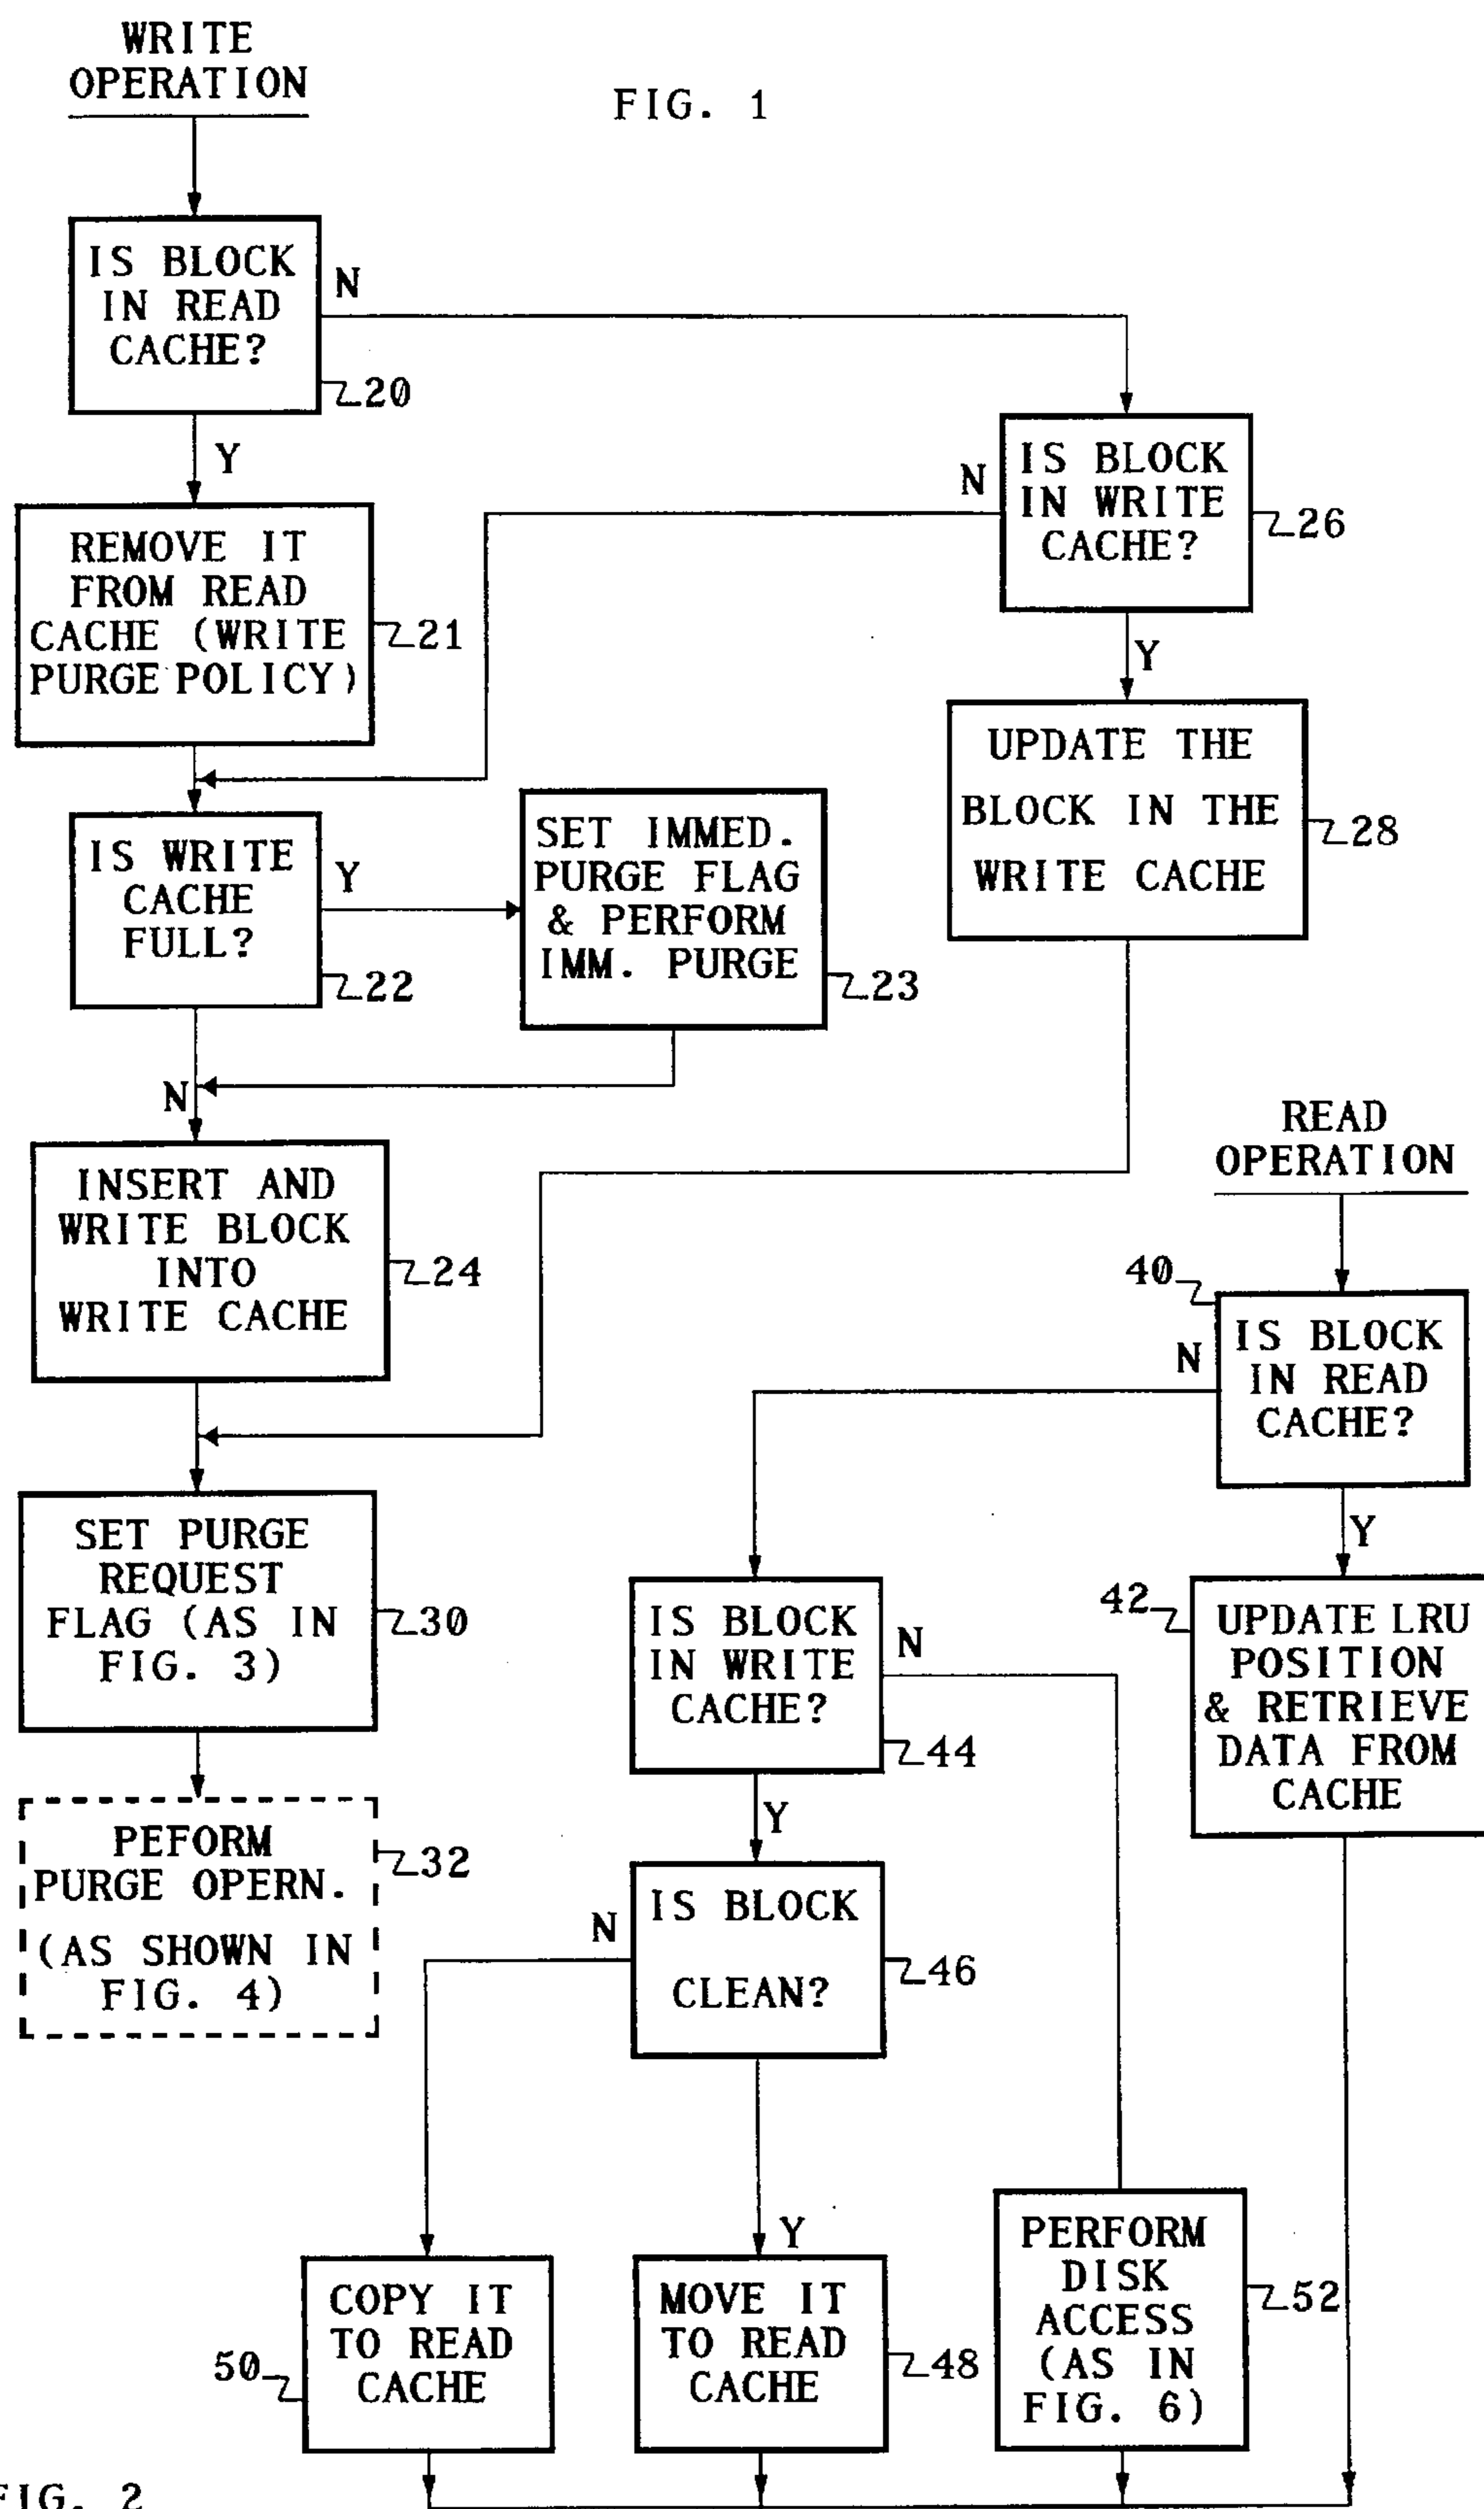 WRITE
OPERATION
FIG. 1
IS BLOCK
IN READ
CACHE?
20
N
Y
REMOVE IT
FROM READ
CACHE (WRITE
PURGE POLICY)
21
IS BLOCK
IN WRITE
CACHE?
26
N
Y
UPDATE THE
BLOCK IN THE
WRITE CACHE
28
IS WRITE
CACHE
FULL?
22
Y
N
SET IMMED.
PURGE FLAG
& PERFORM
IMM. PURGE
23
INSERT AND
WRITE BLOCK
INTO
WRITE CACHE
24
SET PURGE
REQUEST
FLAG (AS IN
FIG. 3)
30
PEFORM
PURGE OPERN.
(AS SHOWN IN
FIG. 4)
32
READ
OPERATION
40
IS BLOCK
IN READ
CACHE?
N
Y
42
UPDATE LRU
POSITION
& RETRIEVE
DATA FROM
CACHE
IS BLOCK
IN WRITE
CACHE?
44
N
Y
IS BLOCK
CLEAN?
46
N
Y
COPY IT
TO READ
CACHE
50
MOVE IT
TO READ
CACHE
48
PERFORM
DISK
ACCESS
(AS IN
FIG. 6)
52
FIG. 2